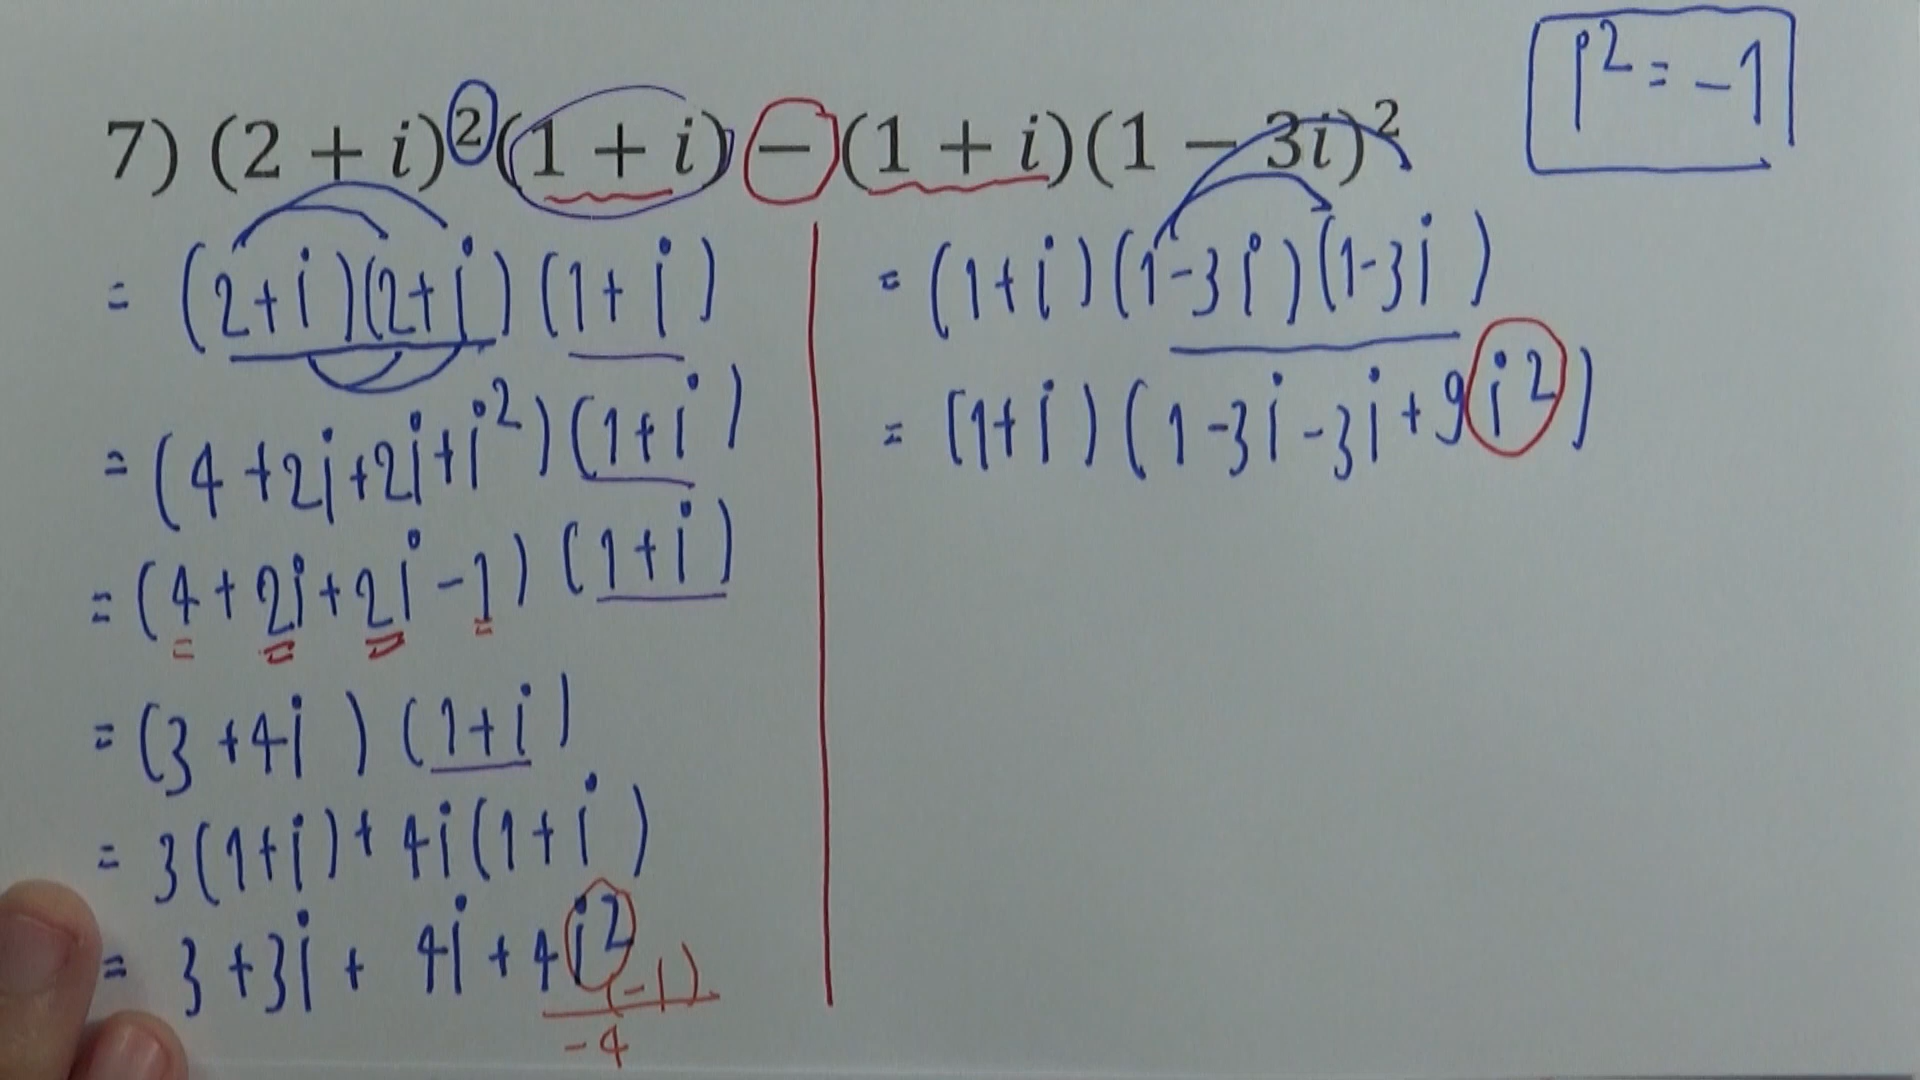 7) (2 + i)²(1 + i) − (1 + i)(1 − 3i)²
i² = -1
= (2+i)(2+i)(1+i)
= (4+2i+2i+i²)(1+i)
= (4+2i+2i-1)(1+i)
= (3+4i)(1+i)
= 3(1+i)+4i(1+i)
= 3+3i+4i+4i²
(-1)
-4
= (1+i)(1-3i)(1-3i)
= (1+i)(1-3i-3i+9i²)